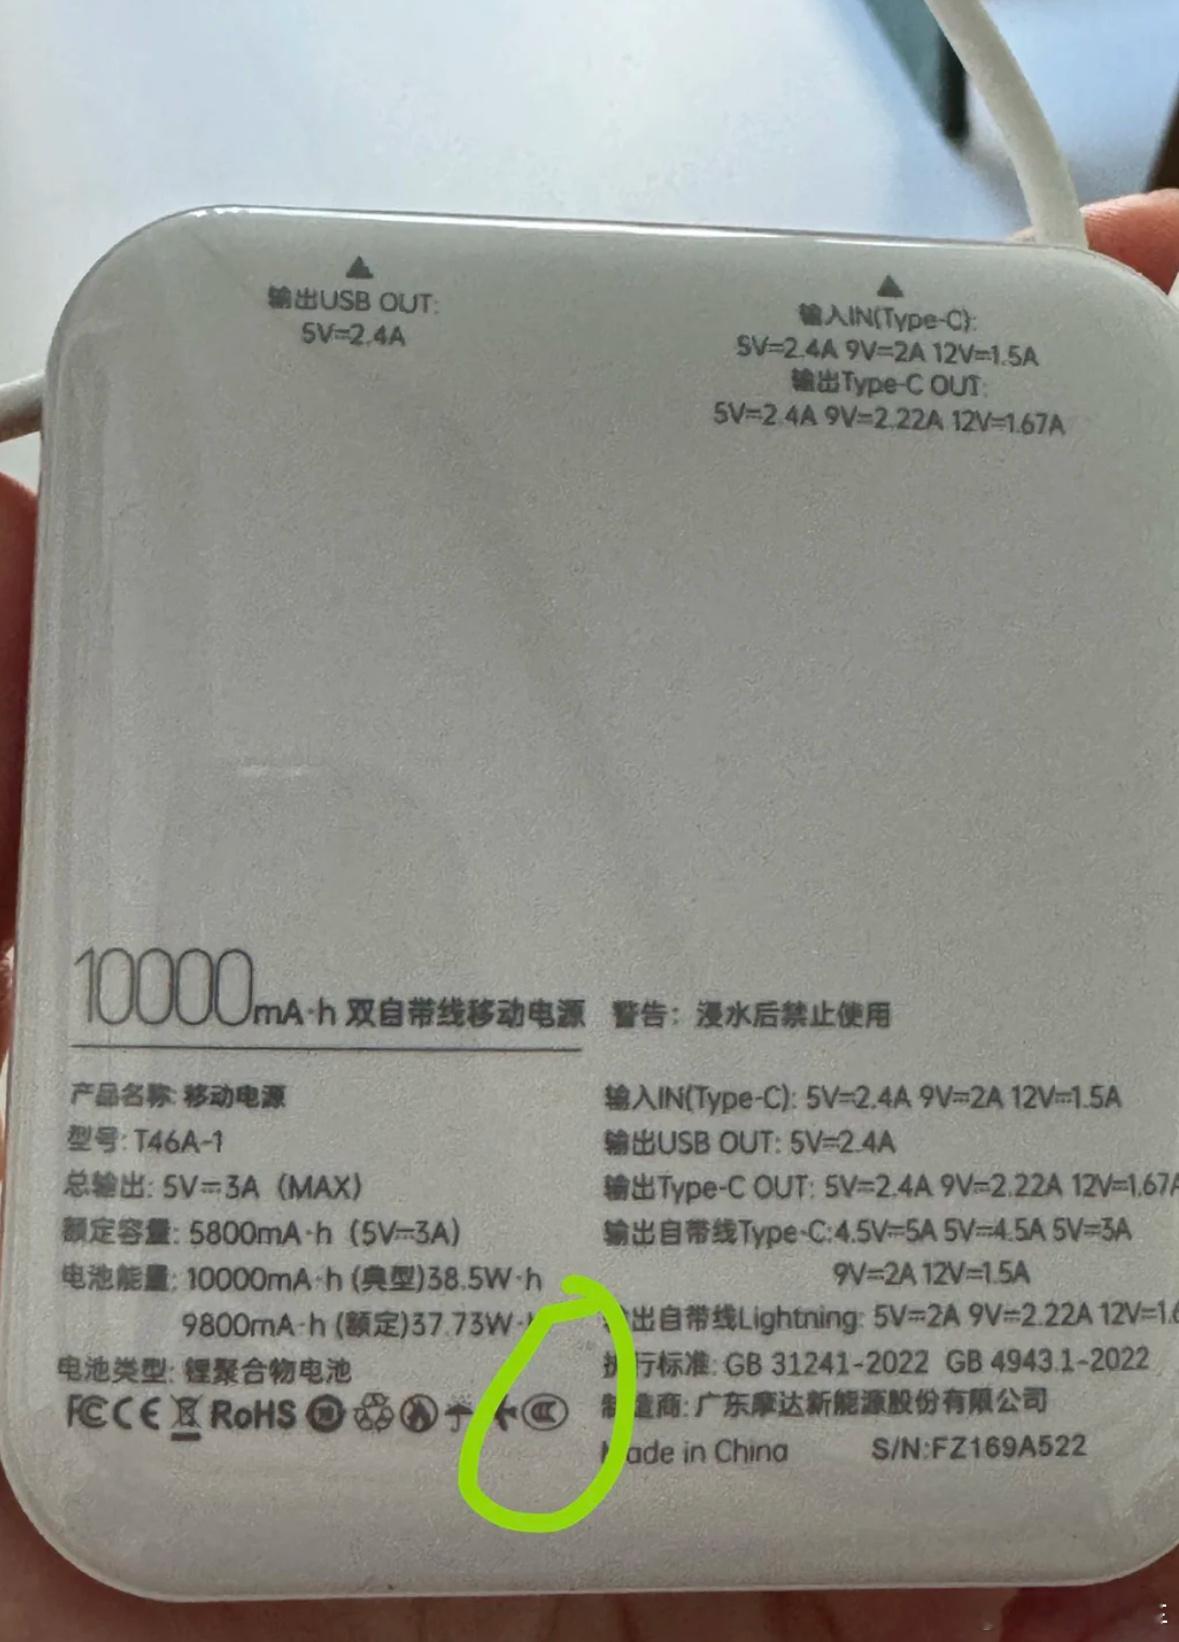 输出USB OUT:
5V=2.4A
输入IN(Type-C):
5V=2.4A 9V=2A 12V=1.5A
输出Type-C OUT:
5V=2.4A 9V=2.22A 12V=1.67A
10000mA·h 双自带线移动电源
警告: 浸水后禁止使用
产品名称: 移动电源
型号: T46A-1
总输出: 5V=3A (MAX)
额定容量: 5800mA·h (5V=3A)
电池能量: 10000mA·h (典型)38.5W·h
9800mA·h (额定)37.73W·
电池类型: 锂聚合物电池
FC CE RoHS CCC
输入IN(Type-C): 5V=2.4A 9V=2A 12V=1.5A
输出USB OUT: 5V=2.4A
输出Type-C OUT: 5V=2.4A 9V=2.22A 12V=1.67A
输出自带线Type-C:4.5V=5A 5V=4.5A 5V=3A
9V=2A 12V=1.5A
出自带线Lightning: 5V=2A 9V=2.22A 12V=1.6
执行标准: GB 31241-2022 GB 4943.1-2022
制造商: 广东摩达新能源股份有限公司
Made in China S/N:FZ169A522